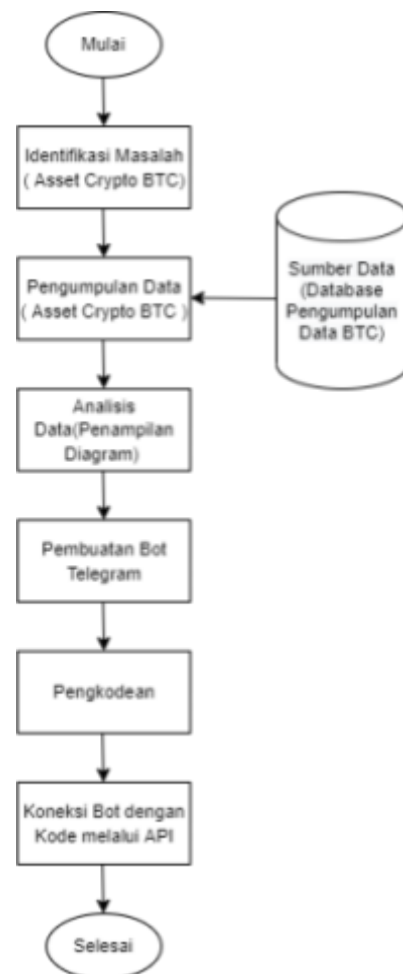 Mulai
Identifikasi Masalah
( Asset Crypto BTC)
Pengumpulan Data
( Asset Crypto BTC )
Sumber Data
(Database
Pengumpulan
Data BTC)
Analisis
Data(Penampilan
Diagram)
Pembuatan Bot
Telegram
Pengkodean
Koneksi Bot dengan
Kode melalui API
Selesai